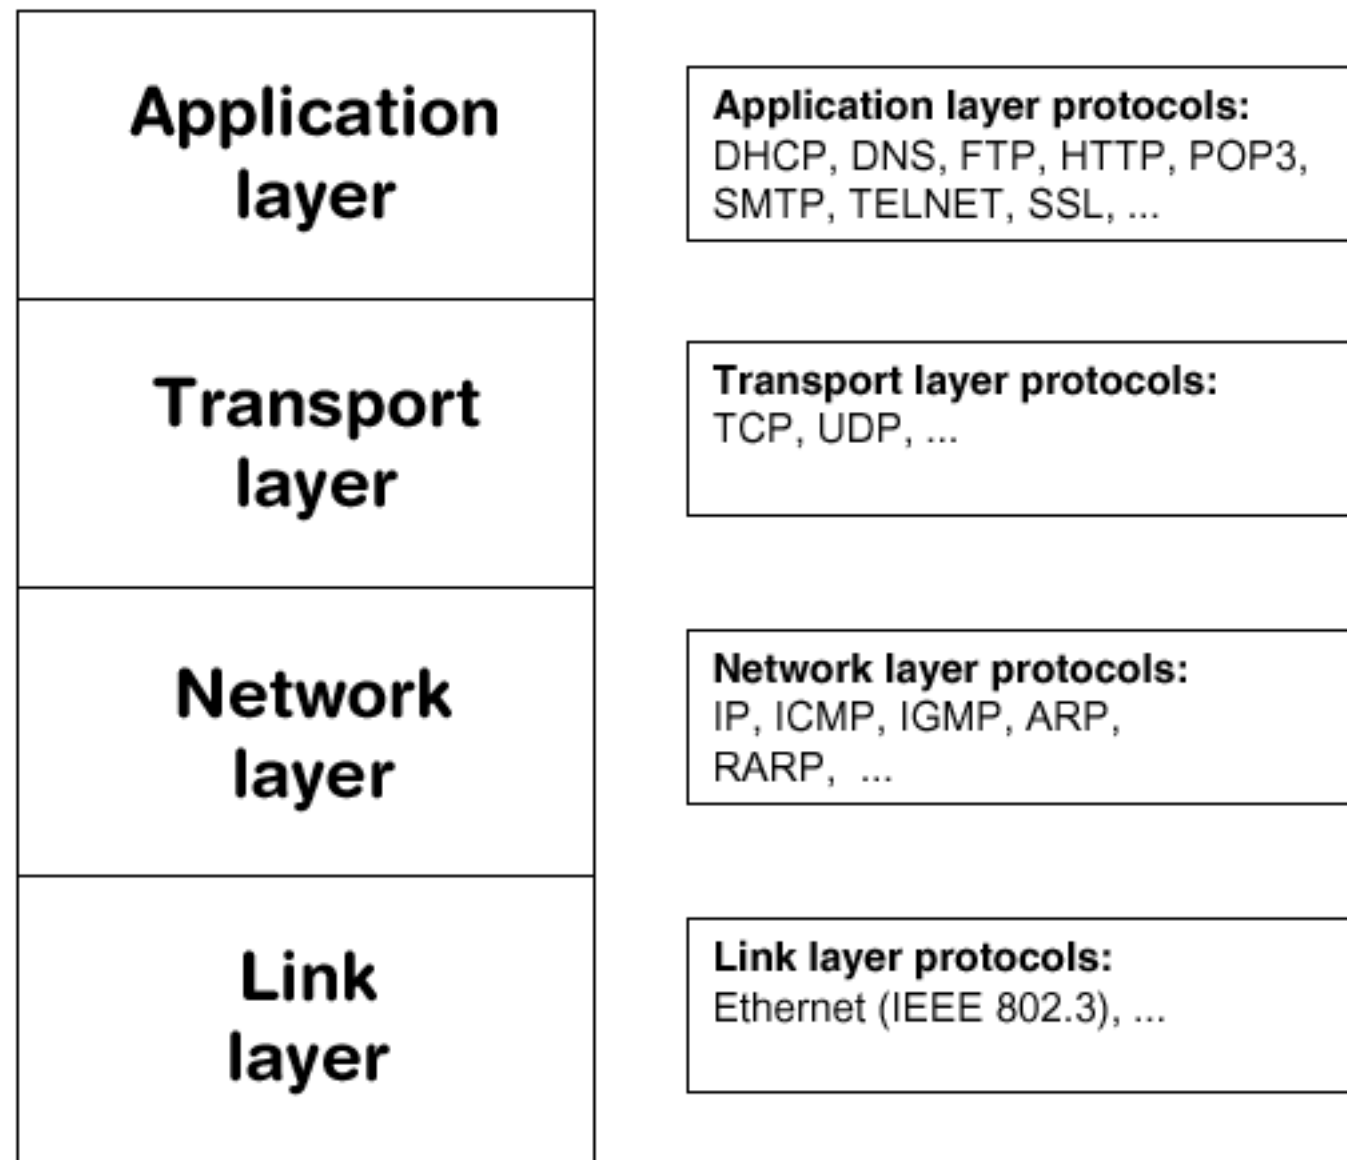 Application
layer
Application layer protocols:
DHCP, DNS, FTP, HTTP, POP3,
SMTP, TELNET, SSL, ...
Transport
layer
Transport layer protocols:
TCP, UDP, ...
Network
layer
Network layer protocols:
IP, ICMP, IGMP, ARP,
RARP,  ...
Link
layer
Link layer protocols:
Ethernet (IEEE 802.3), ...